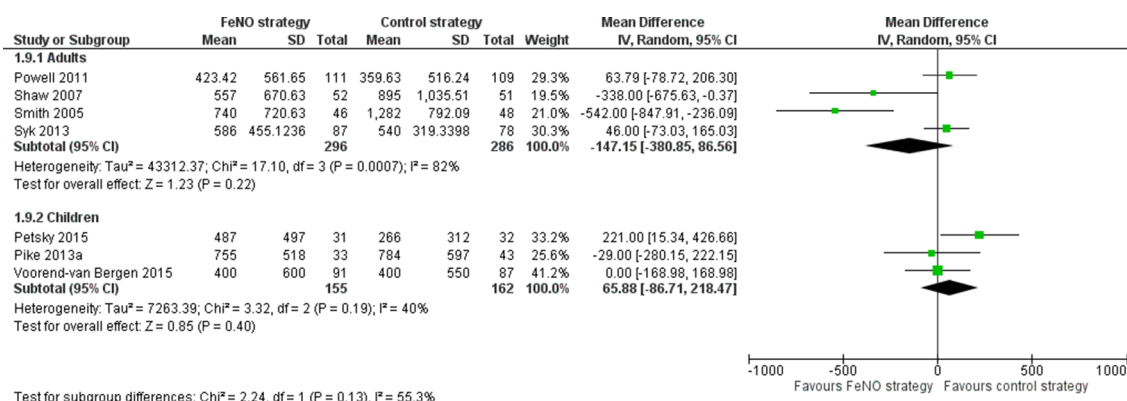 FeNO strategy Control strategy Mean Difference Mean Difference
Study or Subgroup Mean SD Total Mean SD Total Weight IV, Random, 95% CI IV, Random, 95% CI
1.9.1 Adults
Powell 2011 423.42 561.65 111 359.63 516.24 109 29.3% 63.79 [-78.72, 206.30]
Shaw 2007 557 670.63 52 895 1,035.51 51 19.5% -338.00 [-675.63, -0.37]
Smith 2005 740 720.63 46 1,282 792.09 48 21.0% -542.00 [-847.91, -236.09]
Syk 2013 586 455.1236 87 540 319.3398 78 30.3% 46.00 [-73.03, 165.03]
Subtotal (95% CI) 296 286 100.0% -147.15 [-380.85, 86.56]
Heterogeneity: Tau² = 43312.37; Chi² = 17.10, df = 3 (P = 0.0007); I² = 82%
Test for overall effect: Z = 1.23 (P = 0.22)
1.9.2 Children
Petsky 2015 487 497 31 266 312 32 33.2% 221.00 [15.34, 426.66]
Pike 2013a 755 518 33 784 597 43 25.6% -29.00 [-280.15, 222.15]
Voorend-van Bergen 2015 400 600 91 400 550 87 41.2% 0.00 [-168.98, 168.98]
Subtotal (95% CI) 155 162 100.0% 65.88 [-86.71, 218.47]
Heterogeneity: Tau² = 7263.39; Chi² = 3.32, df = 2 (P = 0.19); I² = 40%
Test for overall effect: Z = 0.85 (P = 0.40)
-1000 -500 0 500 1000
Favours FeNO strategy Favours control strategy
Test for subgroup differences: Chi² = 2.24, df = 1 (P = 0.13), I² = 55.3%